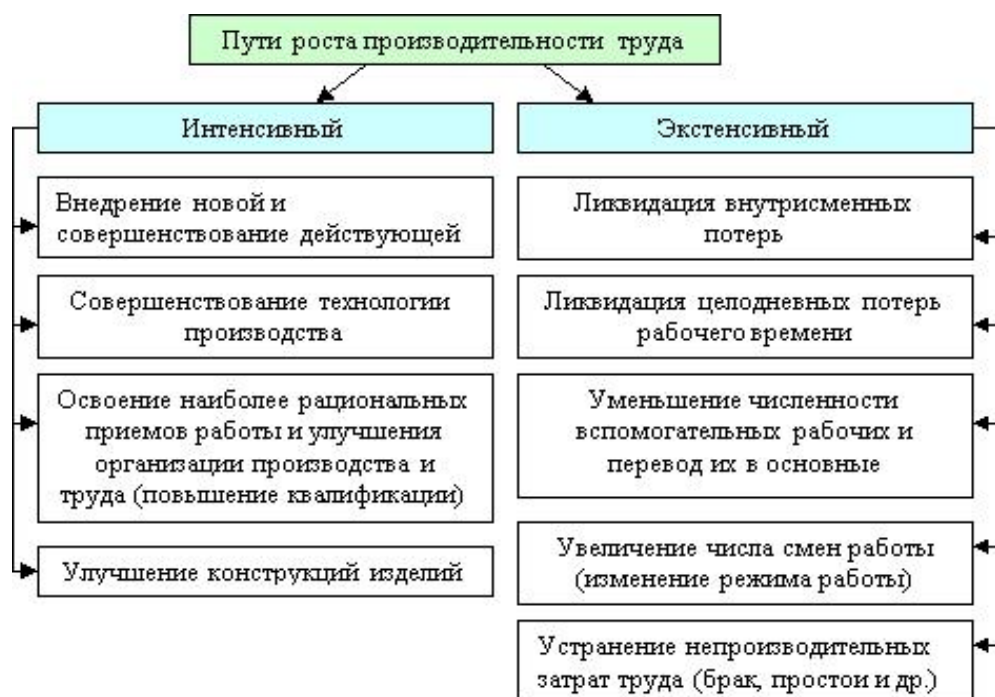 Пути роста производительности труда
Интенсивный
Внедрение новой и
совершенствование действующей
Совершенствование технологии
производства
Освоение наиболее рациональных
приемов работы и улучшения
организации производства и
труда (повышение квалификации)
Улучшение конструкций изделий
Экстенсивный
Ликвидация внутрисменных
потерь
Ликвидация целодневных потерь
рабочего времени
Уменьшение численности
вспомогательных рабочих и
перевод их в основные
Увеличение числа смен работы
(изменение режима работы)
Устранение непроизводительных
затрат труда (брак, простои и др.)